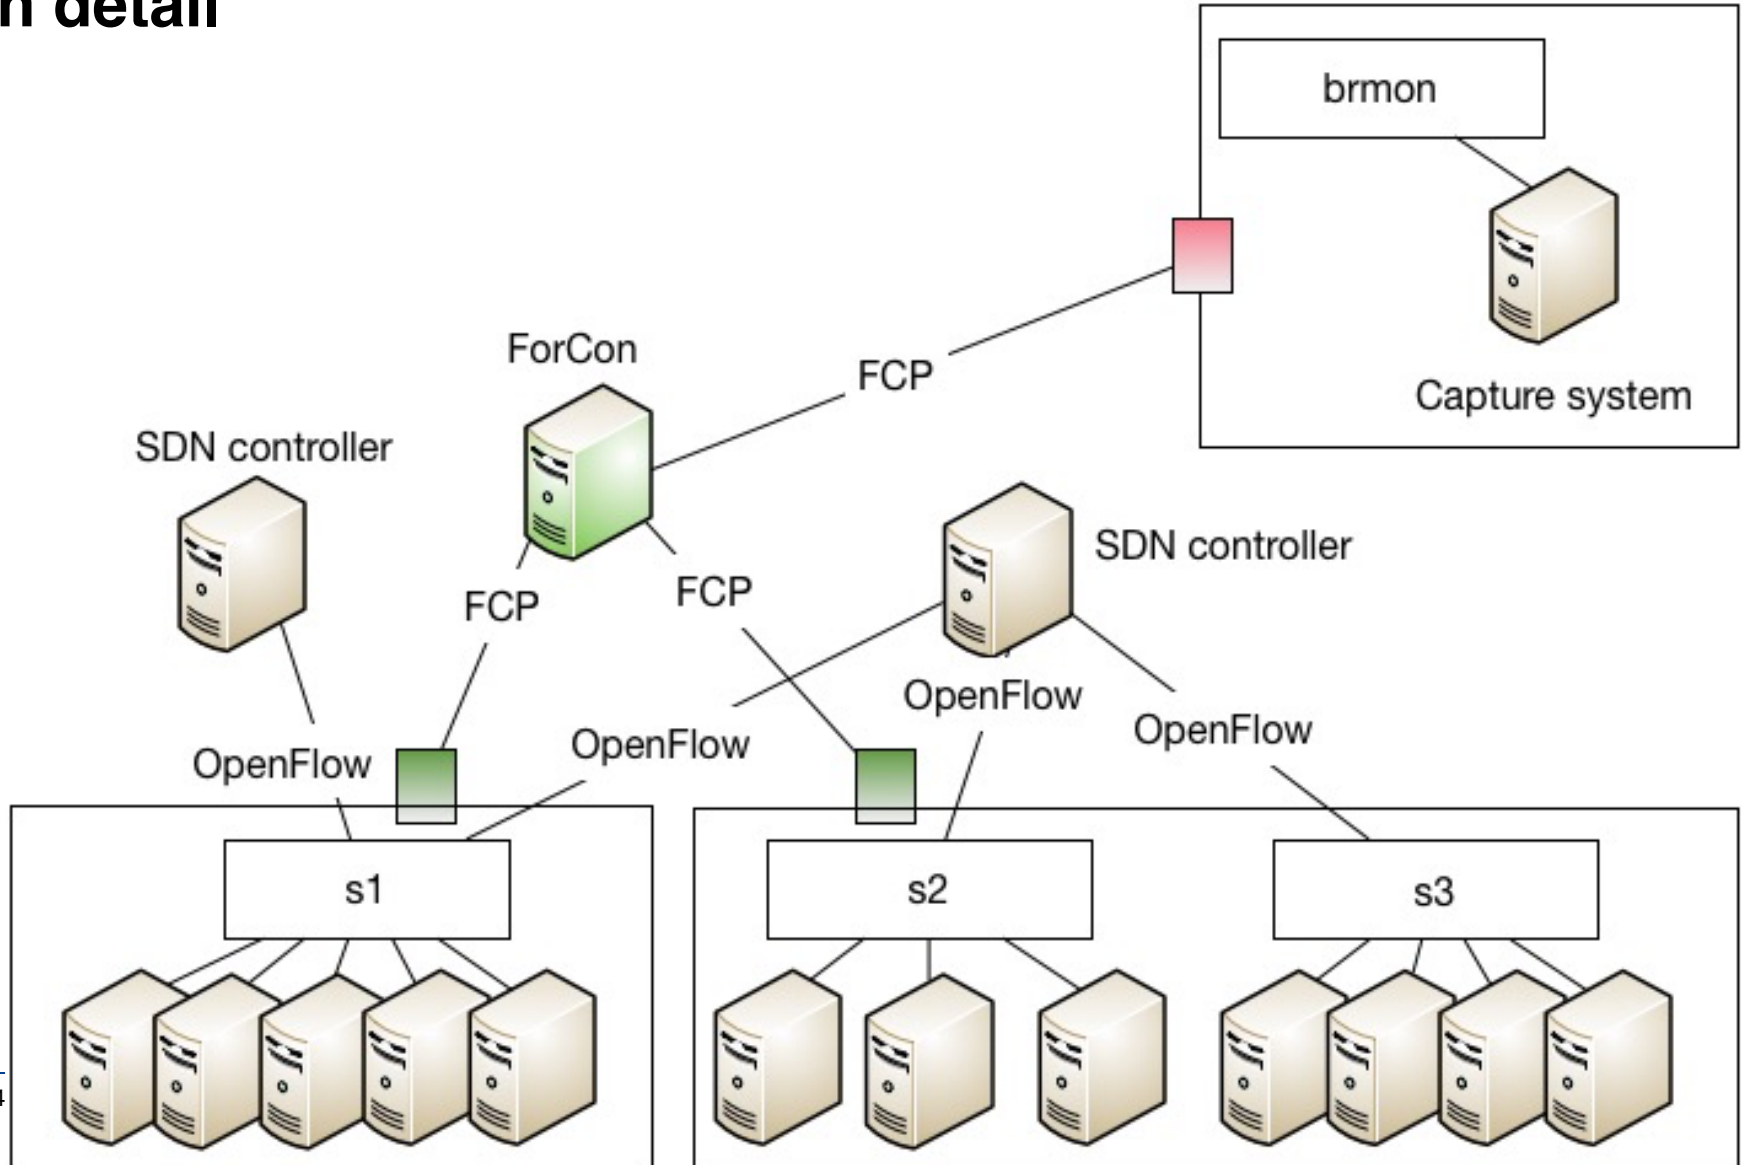 n detail
brmon
Capture system
ForCon
FCP
SDN controller
SDN controller
FCP
FCP
OpenFlow
OpenFlow
OpenFlow
OpenFlow
s1
s2
s3
4